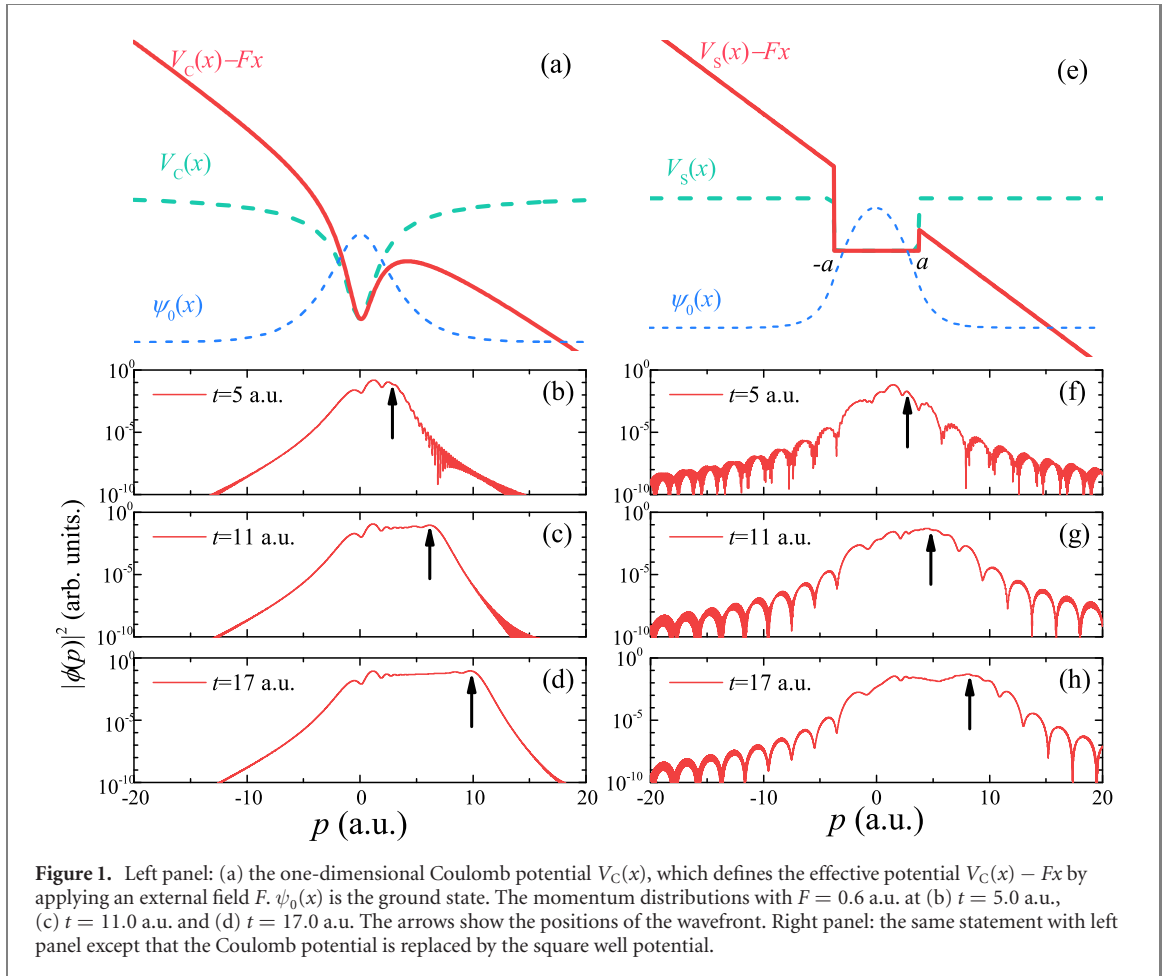 V_C(x)–Fx
(a)
V_C(x)
ψ_0(x)
V_S(x)–Fx
(e)
V_S(x)
-a
a
ψ_0(x)
10^0
10^-5
10^-10
t=5 a.u.
(b)
10^0
10^-5
10^-10
t=11 a.u.
(c)
10^0
10^-5
10^-10
t=17 a.u.
(d)
|ϕ(p)|^2 (arb. units.)
-20 -10 0 10 20
p (a.u.)
10^0
10^-5
10^-10
t=5 a.u.
(f)
10^0
10^-5
10^-10
t=11 a.u.
(g)
10^0
10^-5
10^-10
t=17 a.u.
(h)
-20 -10 0 10 20
p (a.u.)
Figure 1. Left panel: (a) the one-dimensional Coulomb potential V_C(x), which defines the effective potential V_C(x) − Fx by
applying an external field F. ψ_0(x) is the ground state. The momentum distributions with F = 0.6 a.u. at (b) t = 5.0 a.u.,
(c) t = 11.0 a.u. and (d) t = 17.0 a.u. The arrows show the positions of the wavefront. Right panel: the same statement with left
panel except that the Coulomb potential is replaced by the square well potential.